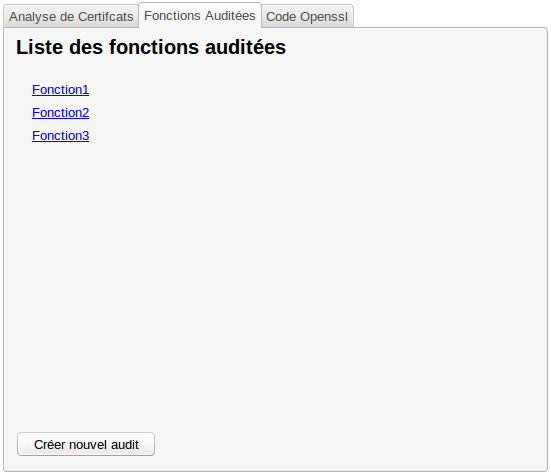 Analyse de Certifcats Fonctions Auditées Code Openssl
Liste des fonctions auditées
Fonction1
Fonction2
Fonction3
Créer nouvel audit